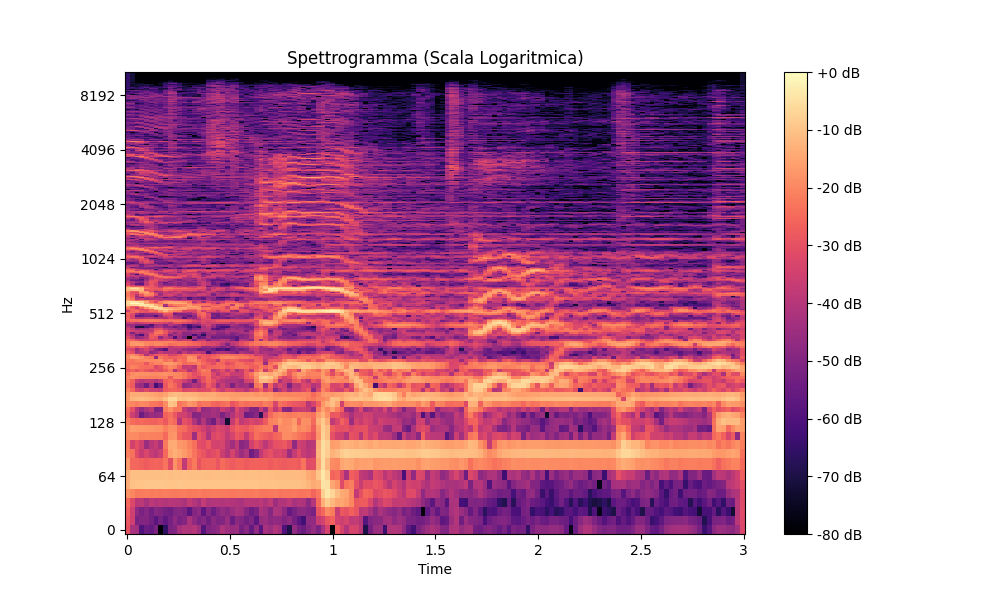 Spettrogramma (Scala Logaritmica)
Hz
8192
4096
2048
1024
512
256
128
64
0
0
0.5
1
1.5
2
2.5
3
Time
+0 dB
-10 dB
-20 dB
-30 dB
-40 dB
-50 dB
-60 dB
-70 dB
-80 dB